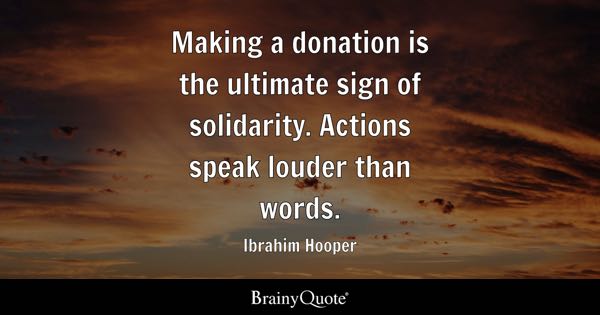 Making a donation is
the ultimate sign of
solidarity. Actions
speak louder than
words.
Ibrahim Hooper
BrainyQuote®